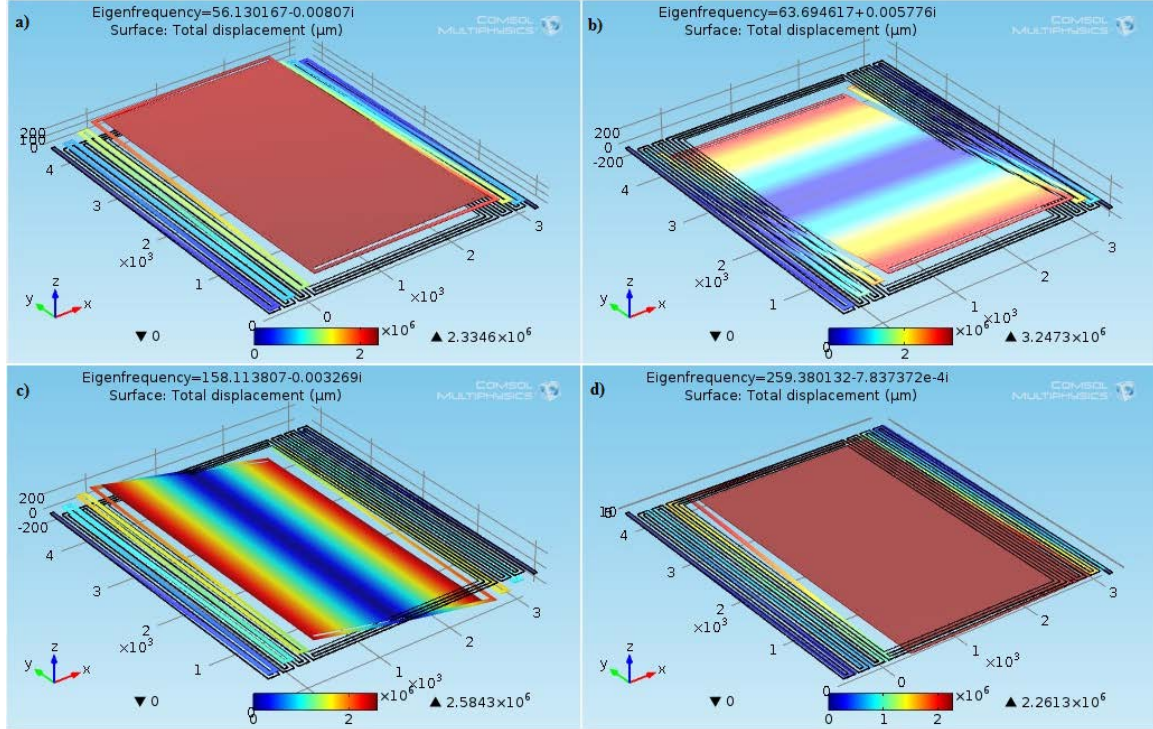 a)
Eigenfrequency=56.130167-0.00807i
Surface: Total displacement (µm)
COMSOL
MULTIPHYSICS
200
100
0
4
3
2
×10³
1
0
0
1
×10³
2
3
y z x
▼ 0
0 2 ×10⁶
▲ 2.3346×10⁶
b)
Eigenfrequency=63.694617+0.005776i
Surface: Total displacement (µm)
COMSOL
MULTIPHYSICS
200
0
-200
4
3
2
×10³
1
0
1
×10³
2
3
y z x
▼ 0
0 2 ×10⁶
▲ 3.2473×10⁶
c)
Eigenfrequency=158.113807-0.003269i
Surface: Total displacement (µm)
COMSOL
MULTIPHYSICS
200
0
-200
4
3
2
×10³
1
0
1
×10³
2
3
y z x
▼ 0
0 2 ×10⁶
▲ 2.5843×10⁶
d)
Eigenfrequency=259.380132-7.837372e-4i
Surface: Total displacement (µm)
COMSOL
MULTIPHYSICS
4
3
2
×10³
1
0
0
1
×10³
2
3
y z x
▼ 0
0 1 2 ×10⁶
▲ 2.2613×10⁶